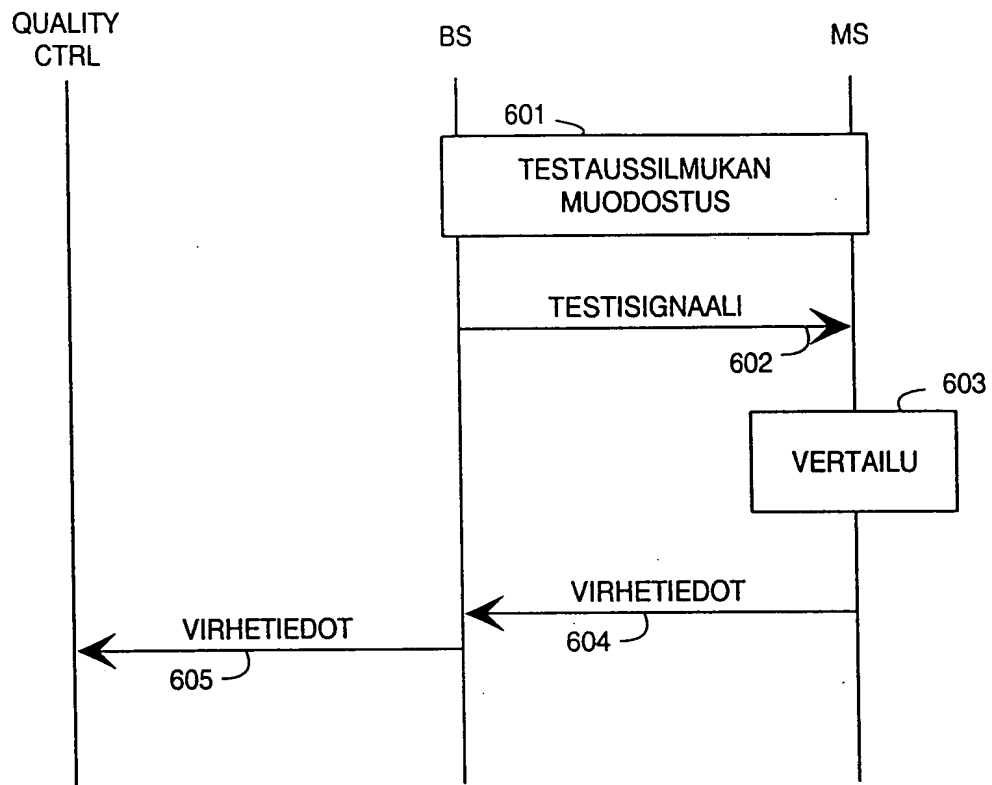 QUALITY
CTRL
BS
MS
601
TESTAUSSILMUKAN
MUODOSTUS
TESTISIGNAALI
602
603
VERTAILU
VIRHETIEDOT
604
VIRHETIEDOT
605